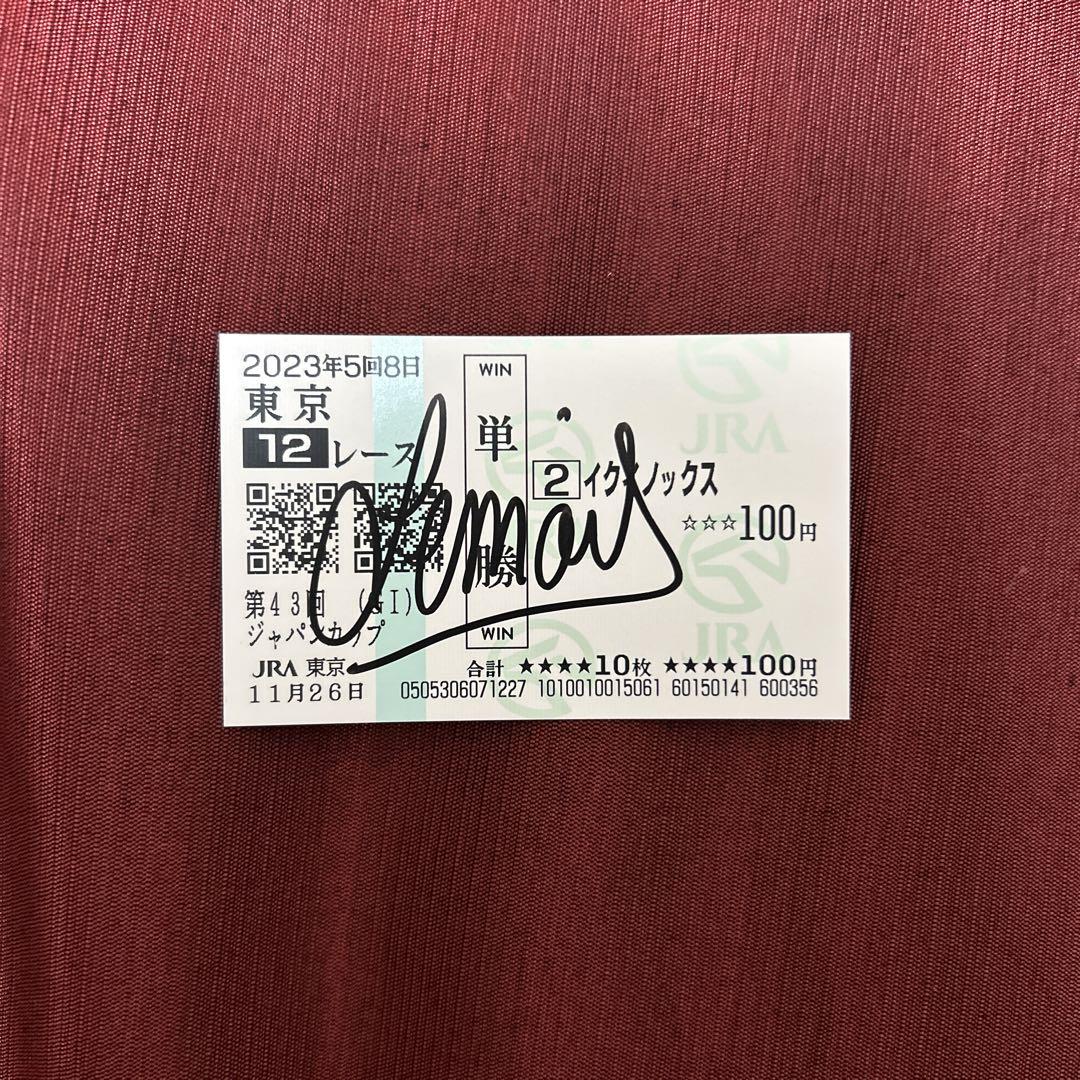 2023年5回8日
東京
12レース
第43回 (GI)
ジャパンカップ
JRA 東京
11月26日
WIN
単勝
WIN
2 イクイノックス
☆☆☆100円
合計 ★★★★10枚 ★★★★100円
0505306071227 1010010015061 60150141 600356
Lemaire
JRA
JRA